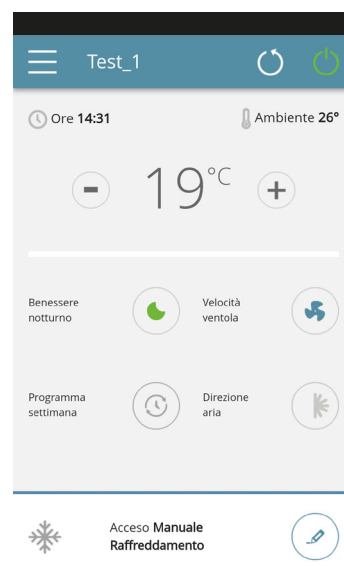 Test_1
Ore 14:31
Ambiente 26°
- 19°C +
Benessere
notturno
Velocità
ventola
Programma
settimana
Direzione
aria
Acceso Manuale
Raffreddamento